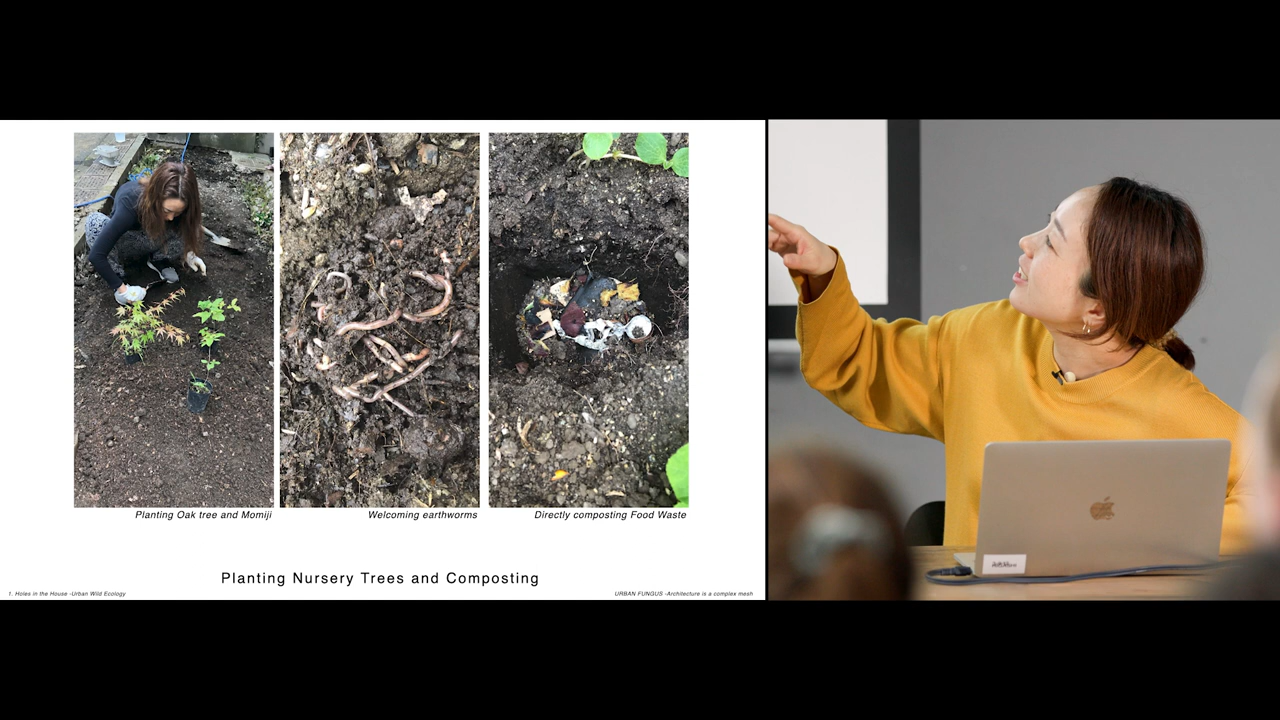 Planting Oak tree and Momiji
Welcoming earthworms
Directly composting Food Waste
Planting Nursery Trees and Composting
1. Holes in the House -Urban Wild Ecology
URBAN FUNGUS -Architecture is a complex mesh